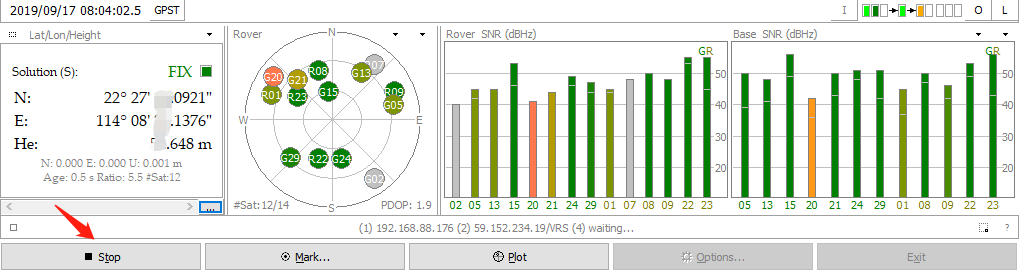 2019/09/17 08:04:02.5 GPST I O L
Lat/Lon/Height
Solution (S): FIX
N: 22° 27' .0921"
E: 114° 08' .1376"
He: .648 m
N: 0.000 E: 0.000 U: 0.001 m
Age: 0.5 s Ratio: 5.5 #Sat:12
...
Rover
N
G20 G21 R08 G13 G07
R01 R23 G15 R09
G05
W E
G29 R22 G24
G02
#Sat:12/14 S PDOP: 1.9
Rover SNR (dBHz)
GR
50
40
30
20
02 05 13 15 20 21 24 29 01 07 08 09 22 23
Base SNR (dBHz)
GR
50
40
30
20
05 13 15 20 21 24 29 01 08 09 22 23
(1) 192.168.88.176 (2) 59.152.234.19/VRS (4) waiting... ?
Stop Mark... Plot Options... Exit